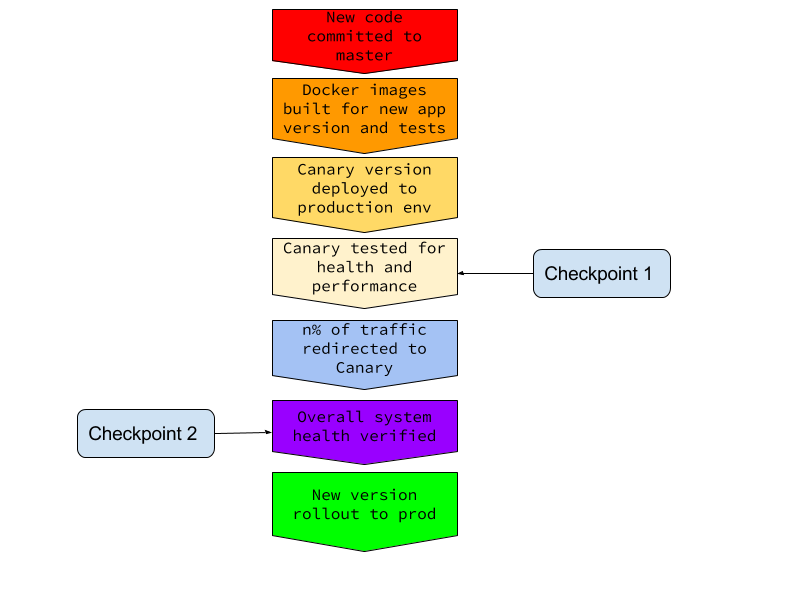 New code
committed to
master
Docker images
built for new app
version and tests
Canary version
deployed to
production env
Canary tested for
health and
performance
Checkpoint 1
n% of traffic
redirected to
Canary
Overall system
health verified
Checkpoint 2
New version
rollout to prod